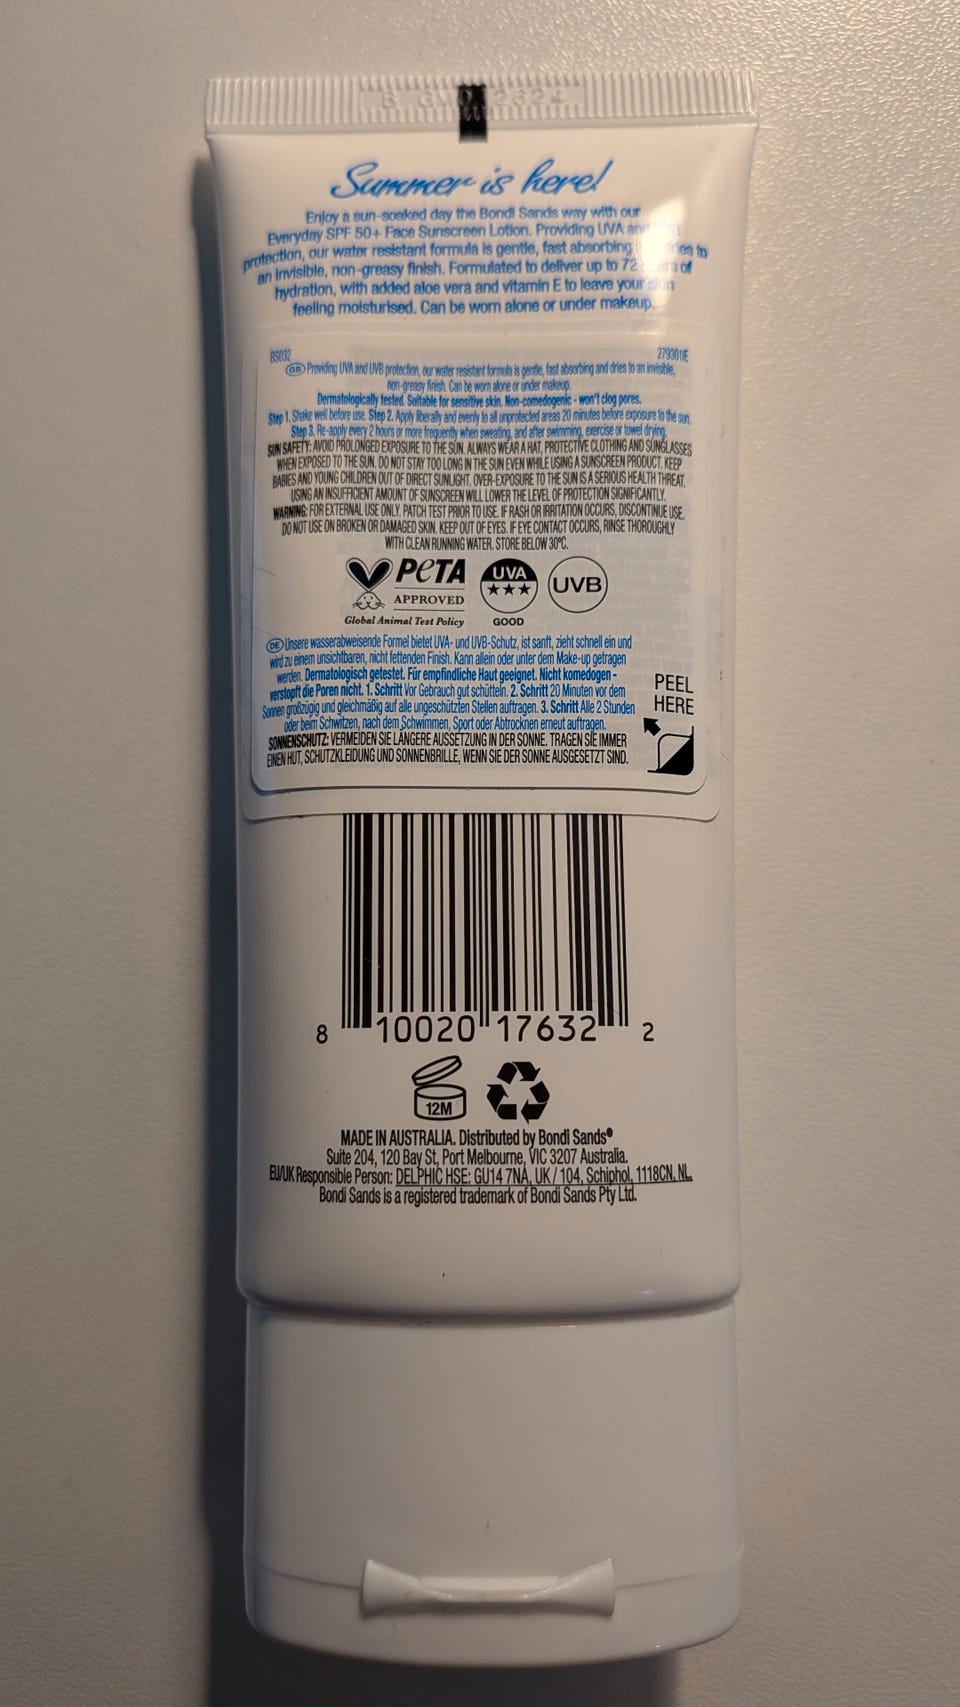 Summer is here!
Enjoy a sun-soaked day the Bondi Sands way with our
Everyday SPF 50+ Face Sunscreen Lotion. Providing UVA and
protection, our water resistant formula is gentle, fast absorbing to
an invisible, non-greasy finish. Formulated to deliver up to 72 of
hydration, with added aloe vera and vitamin E to leave your
feeling moisturised. Can be worn alone or under makeup.
BS032 279301IE
GB Providing UVA and UVB protection, our water resistant formula is gentle, fast absorbing and dries to an invisible,
non-greasy finish. Can be worn alone or under makeup.
Dermatologically tested. Suitable for sensitive skin. Non-comedogenic - won't clog pores.
Step 1. Shake well before use. Step 2. Apply liberally and evenly to all unprotected areas 20 minutes before exposure to the sun.
Step 3. Re-apply every 2 hours or more frequently when sweating, and after swimming, exercise or towel drying.
SUN SAFETY: AVOID PROLONGED EXPOSURE TO THE SUN. ALWAYS WEAR A HAT, PROTECTIVE CLOTHING AND SUNGLASSES
WHEN EXPOSED TO THE SUN. DO NOT STAY TOO LONG IN THE SUN EVEN WHILE USING A SUNSCREEN PRODUCT. KEEP
BABIES AND YOUNG CHILDREN OUT OF DIRECT SUNLIGHT. OVER-EXPOSURE TO THE SUN IS A SERIOUS HEALTH THREAT.
USING AN INSUFFICIENT AMOUNT OF SUNSCREEN WILL LOWER THE LEVEL OF PROTECTION SIGNIFICANTLY.
WARNING: FOR EXTERNAL USE ONLY. PATCH TEST PRIOR TO USE. IF RASH OR IRRITATION OCCURS, DISCONTINUE USE.
DO NOT USE ON BROKEN OR DAMAGED SKIN. KEEP OUT OF EYES. IF EYE CONTACT OCCURS, RINSE THOROUGHLY
WITH CLEAN RUNNING WATER. STORE BELOW 30°C.
PETA
APPROVED
Global Animal Test Policy
UVA
★★★
GOOD
UVB
DE Unsere wasserabweisende Formel bietet UVA- und UVB-Schutz, ist sanft, zieht schnell ein und
wird zu einem unsichtbaren, nicht fettenden Finish. Kann allein oder unter dem Make-up getragen
werden. Dermatologisch getestet. Für empfindliche Haut geeignet. Nicht komedogen -
verstopft die Poren nicht. 1. Schritt Vor Gebrauch gut schütteln. 2. Schritt 20 Minuten vor dem
Sonnen großzügig und gleichmäßig auf alle ungeschützten Stellen auftragen. 3. Schritt Alle 2 Stunden
oder beim Schwitzen, nach dem Schwimmen, Sport oder Abtrocknen erneut auftragen.
SONNENSCHUTZ: VERMEIDEN SIE LÄNGERE AUSSETZUNG IN DER SONNE. TRAGEN SIE IMMER
EINEN HUT, SCHUTZKLEIDUNG UND SONNENBRILLE, WENN SIE DER SONNE AUSGESETZT SIND.
PEEL
HERE
8 10020 17632 2
12M
MADE IN AUSTRALIA. Distributed by Bondi Sands®
Suite 204, 120 Bay St, Port Melbourne, VIC 3207 Australia.
EU/UK Responsible Person: DELPHIC HSE: GU14 7NA, UK / 104, Schiphol, 1118CN, NL.
Bondi Sands is a registered trademark of Bondi Sands Pty Ltd.